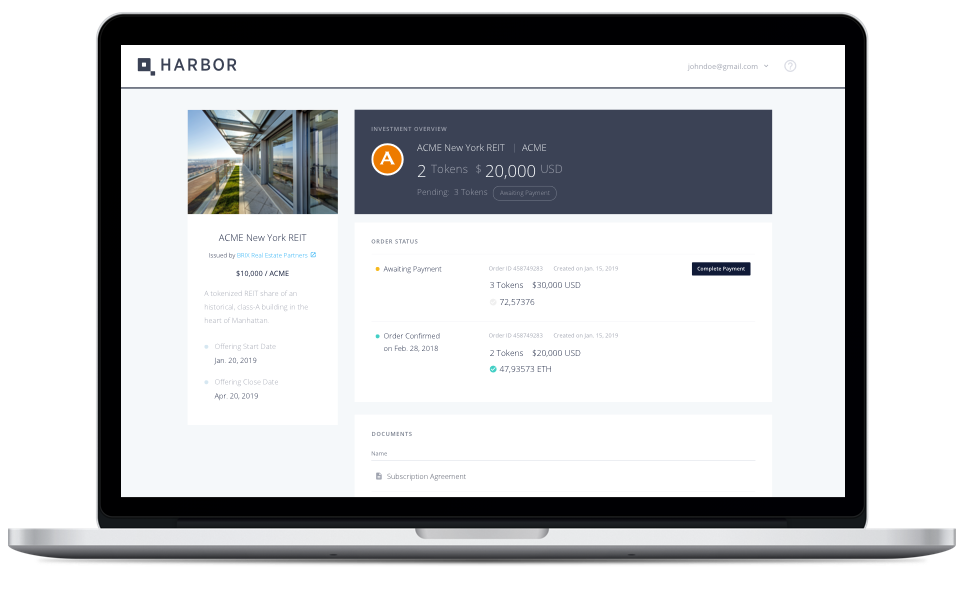 HARBOR
johndoe@gmail.com
ACME New York REIT
Issued by BRIX Real Estate Partners
$10,000 / ACME
A tokenized REIT share of an
historical, class-A building in the
heart of Manhattan
Offering Start Date
Jan. 20, 2019
Offering Close Date
Apr. 20, 2019
INVESTMENT OVERVIEW
A
ACME New York REIT | ACME
2 Tokens $ 20,000 USD
Pending: 3 Tokens Awaiting Payment
ORDER STATUS
Awaiting Payment
Order ID 458749283 Created on Jan. 15, 2019
Complete Payment
3 Tokens $30,000 USD
72,57376
Order Confirmed
on Feb. 28, 2018
Order ID 458749283 Created on Jan. 15, 2019
2 Tokens $20,000 USD
47,93573 ETH
DOCUMENTS
Name
Subscription Agreement